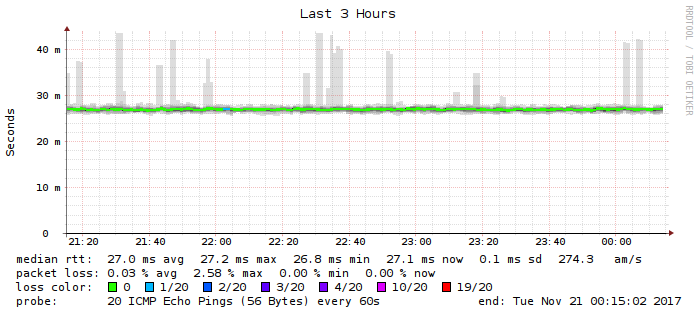 Last 3 Hours
RRDTOOL / TOBI OETIKER
Seconds
40 m
30 m
20 m
10 m
0
21:20 21:40 22:00 22:20 22:40 23:00 23:20 23:40 00:00
median rtt: 27.0 ms avg 27.2 ms max 26.8 ms min 27.1 ms now 0.1 ms sd 274.3 am/s
packet loss: 0.03 % avg 2.58 % max 0.00 % min 0.00 % now
loss color: 0 1/20 2/20 3/20 4/20 10/20 19/20
probe: 20 ICMP Echo Pings (56 Bytes) every 60s end: Tue Nov 21 00:15:02 2017